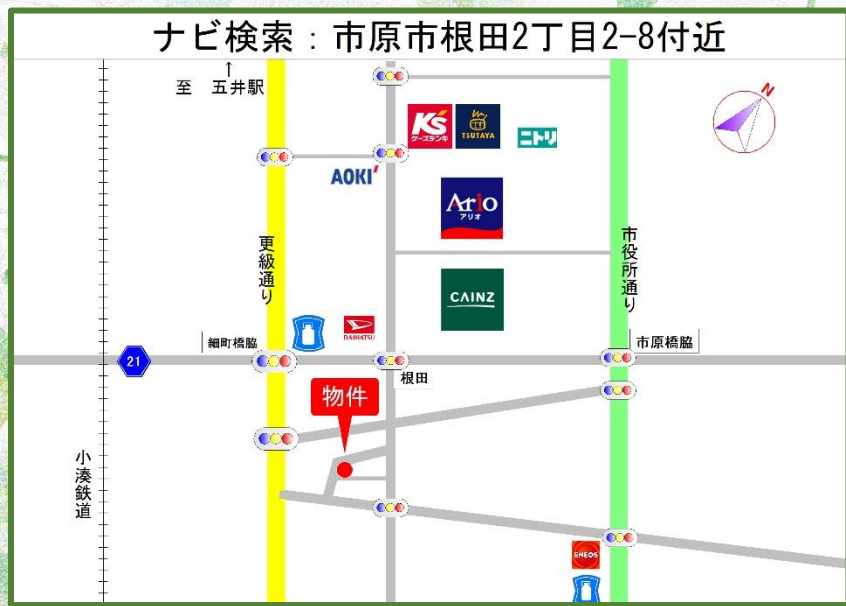 ナビ検索：市原市根田2丁目2-8付近
↑
至　五井駅
N
K's
ケーズデンキ
TSUTAYA
ニトリ
AOKI
Ario
アリオ
更級通り
市役所通り
CAINZ
DAIHATSU
細町橋脇
市原橋脇
21
根田
物件
小湊鉄道
ENEOS